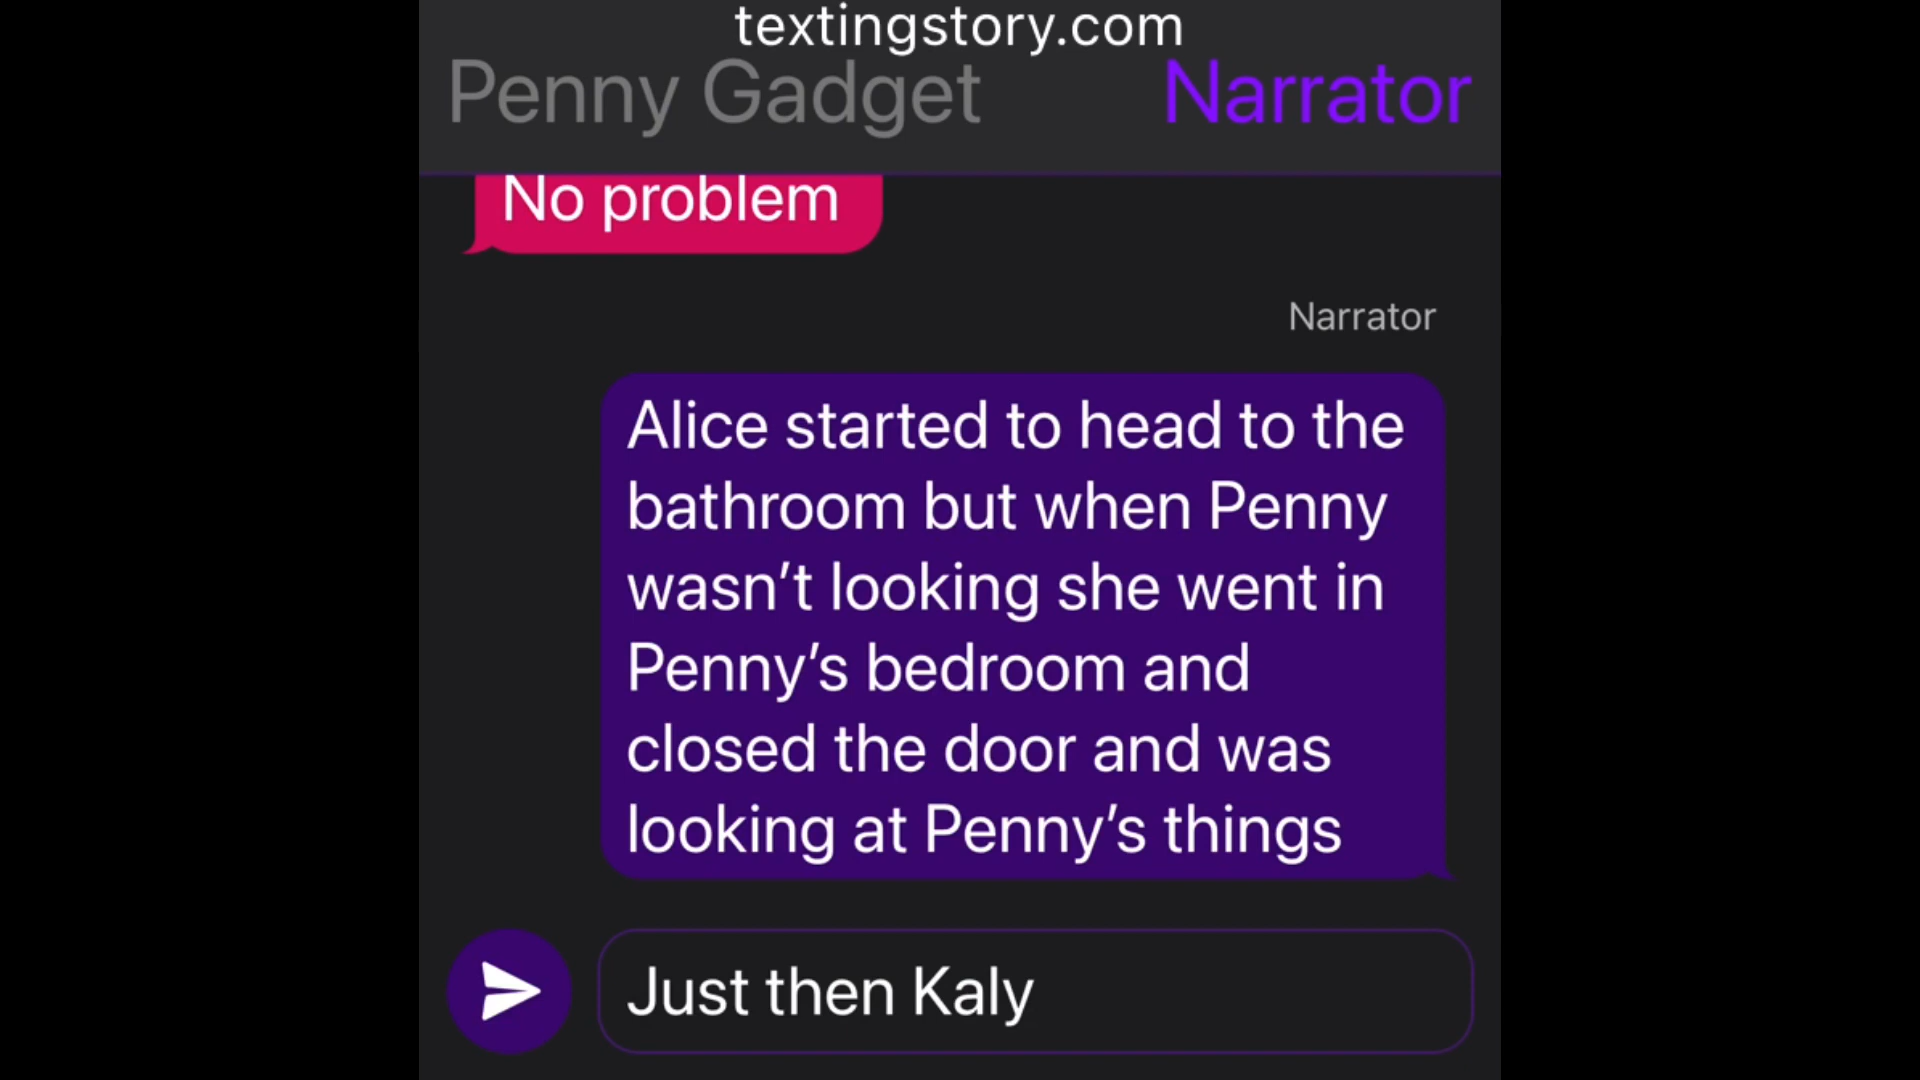 textingstory.com
Penny Gadget Narrator
No problem
Narrator
Alice started to head to the
bathroom but when Penny
wasn’t looking she went in
Penny’s bedroom and
closed the door and was
looking at Penny’s things
Just then Kaly